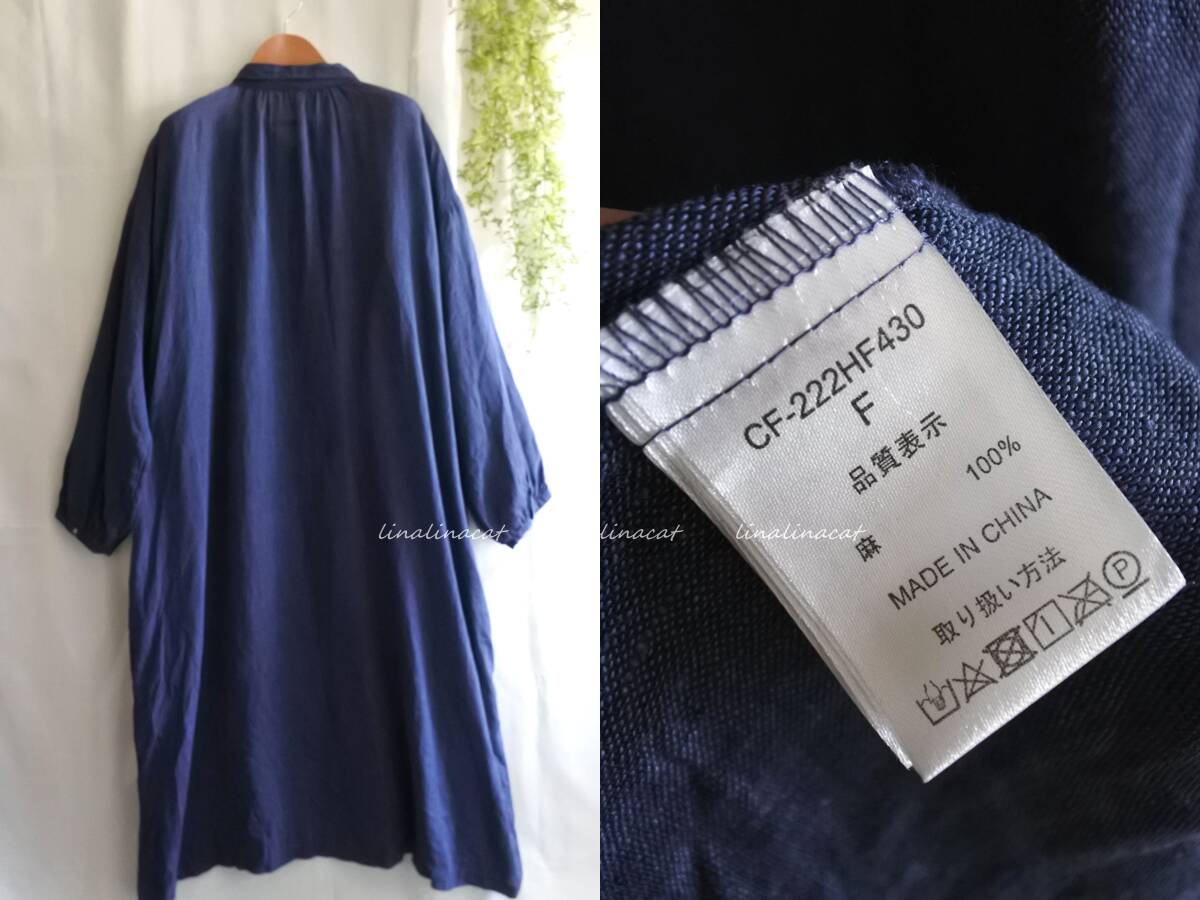 linalinacat
linacat
linalinacat
CF-222HF430
F
品質表示
麻 100%
MADE IN CHINA
取り扱い方法
P